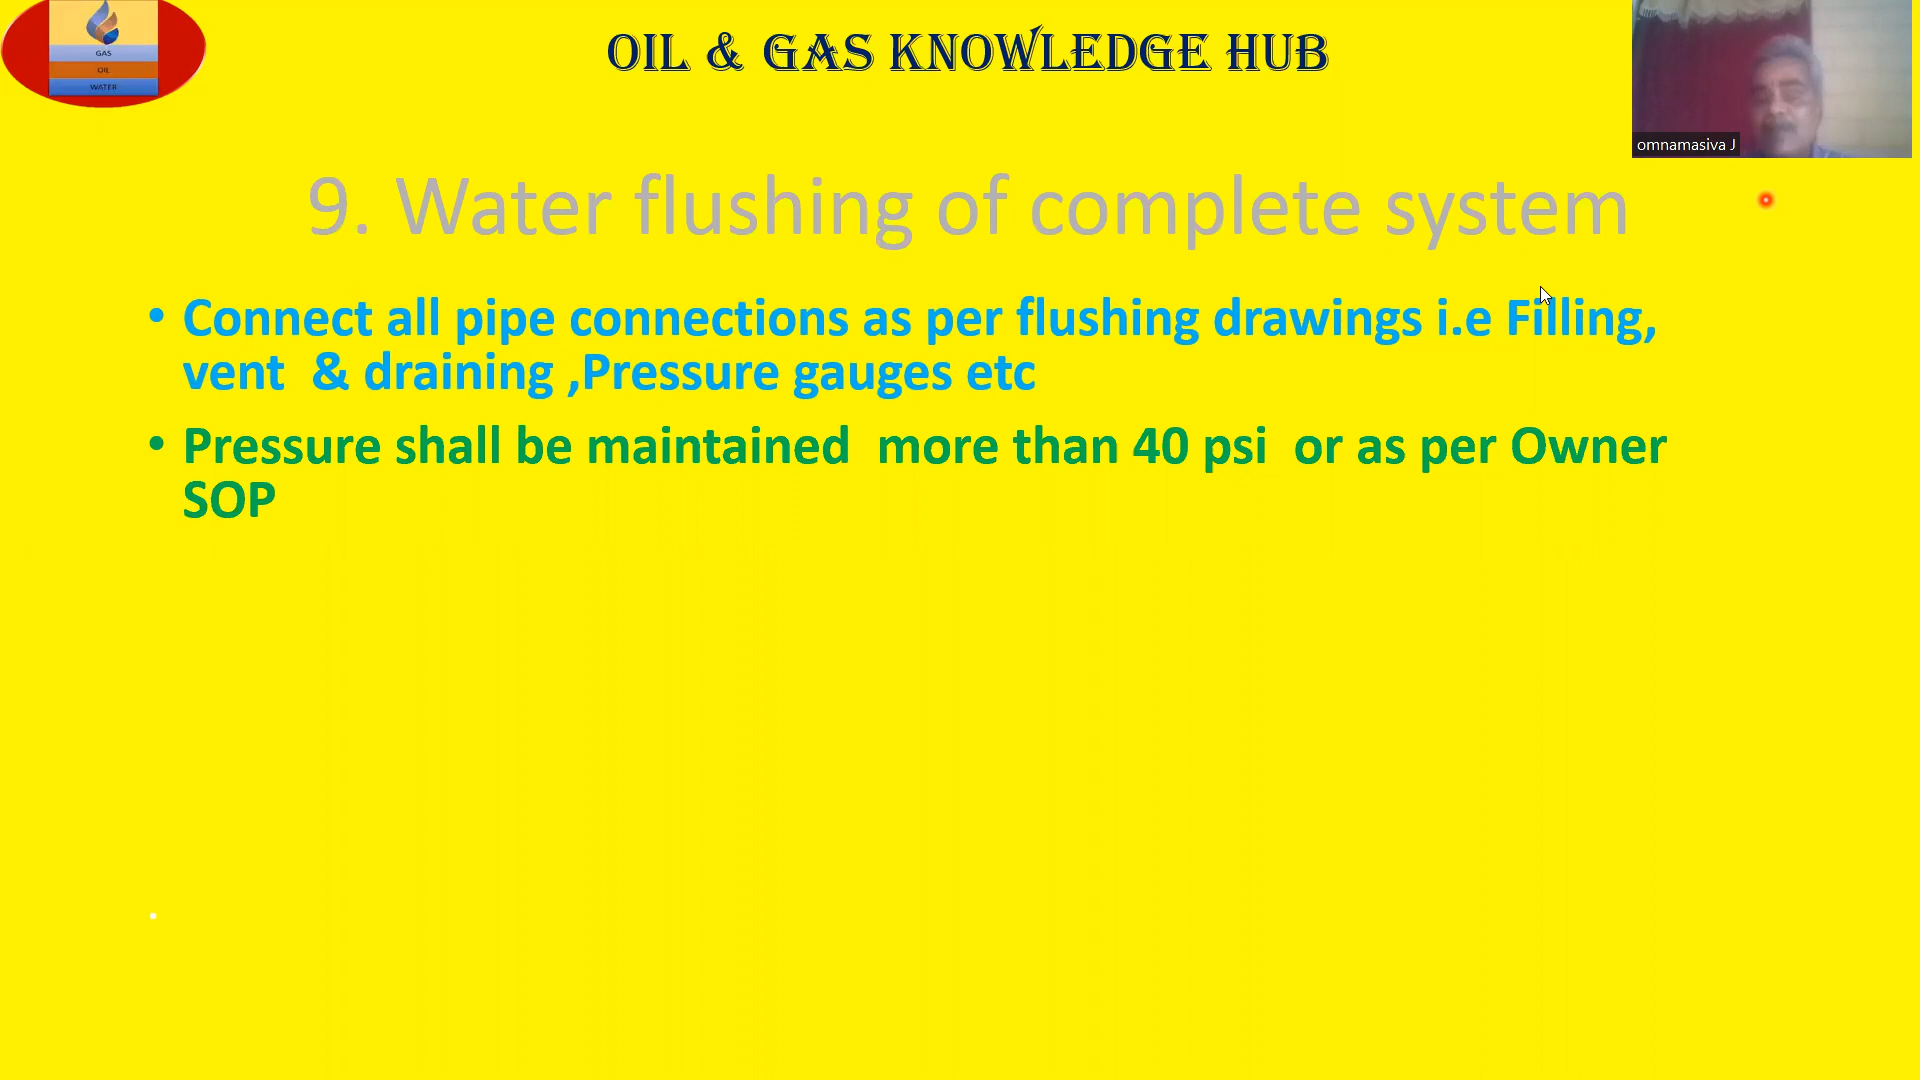 GAS
OIL
WATER
OIL & GAS KNOWLEDGE HUB
omnamasiva J
9. Water flushing of complete system
• Connect all pipe connections as per flushing drawings i.e Filling,
vent & draining ,Pressure gauges etc
• Pressure shall be maintained more than 40 psi or as per Owner
SOP